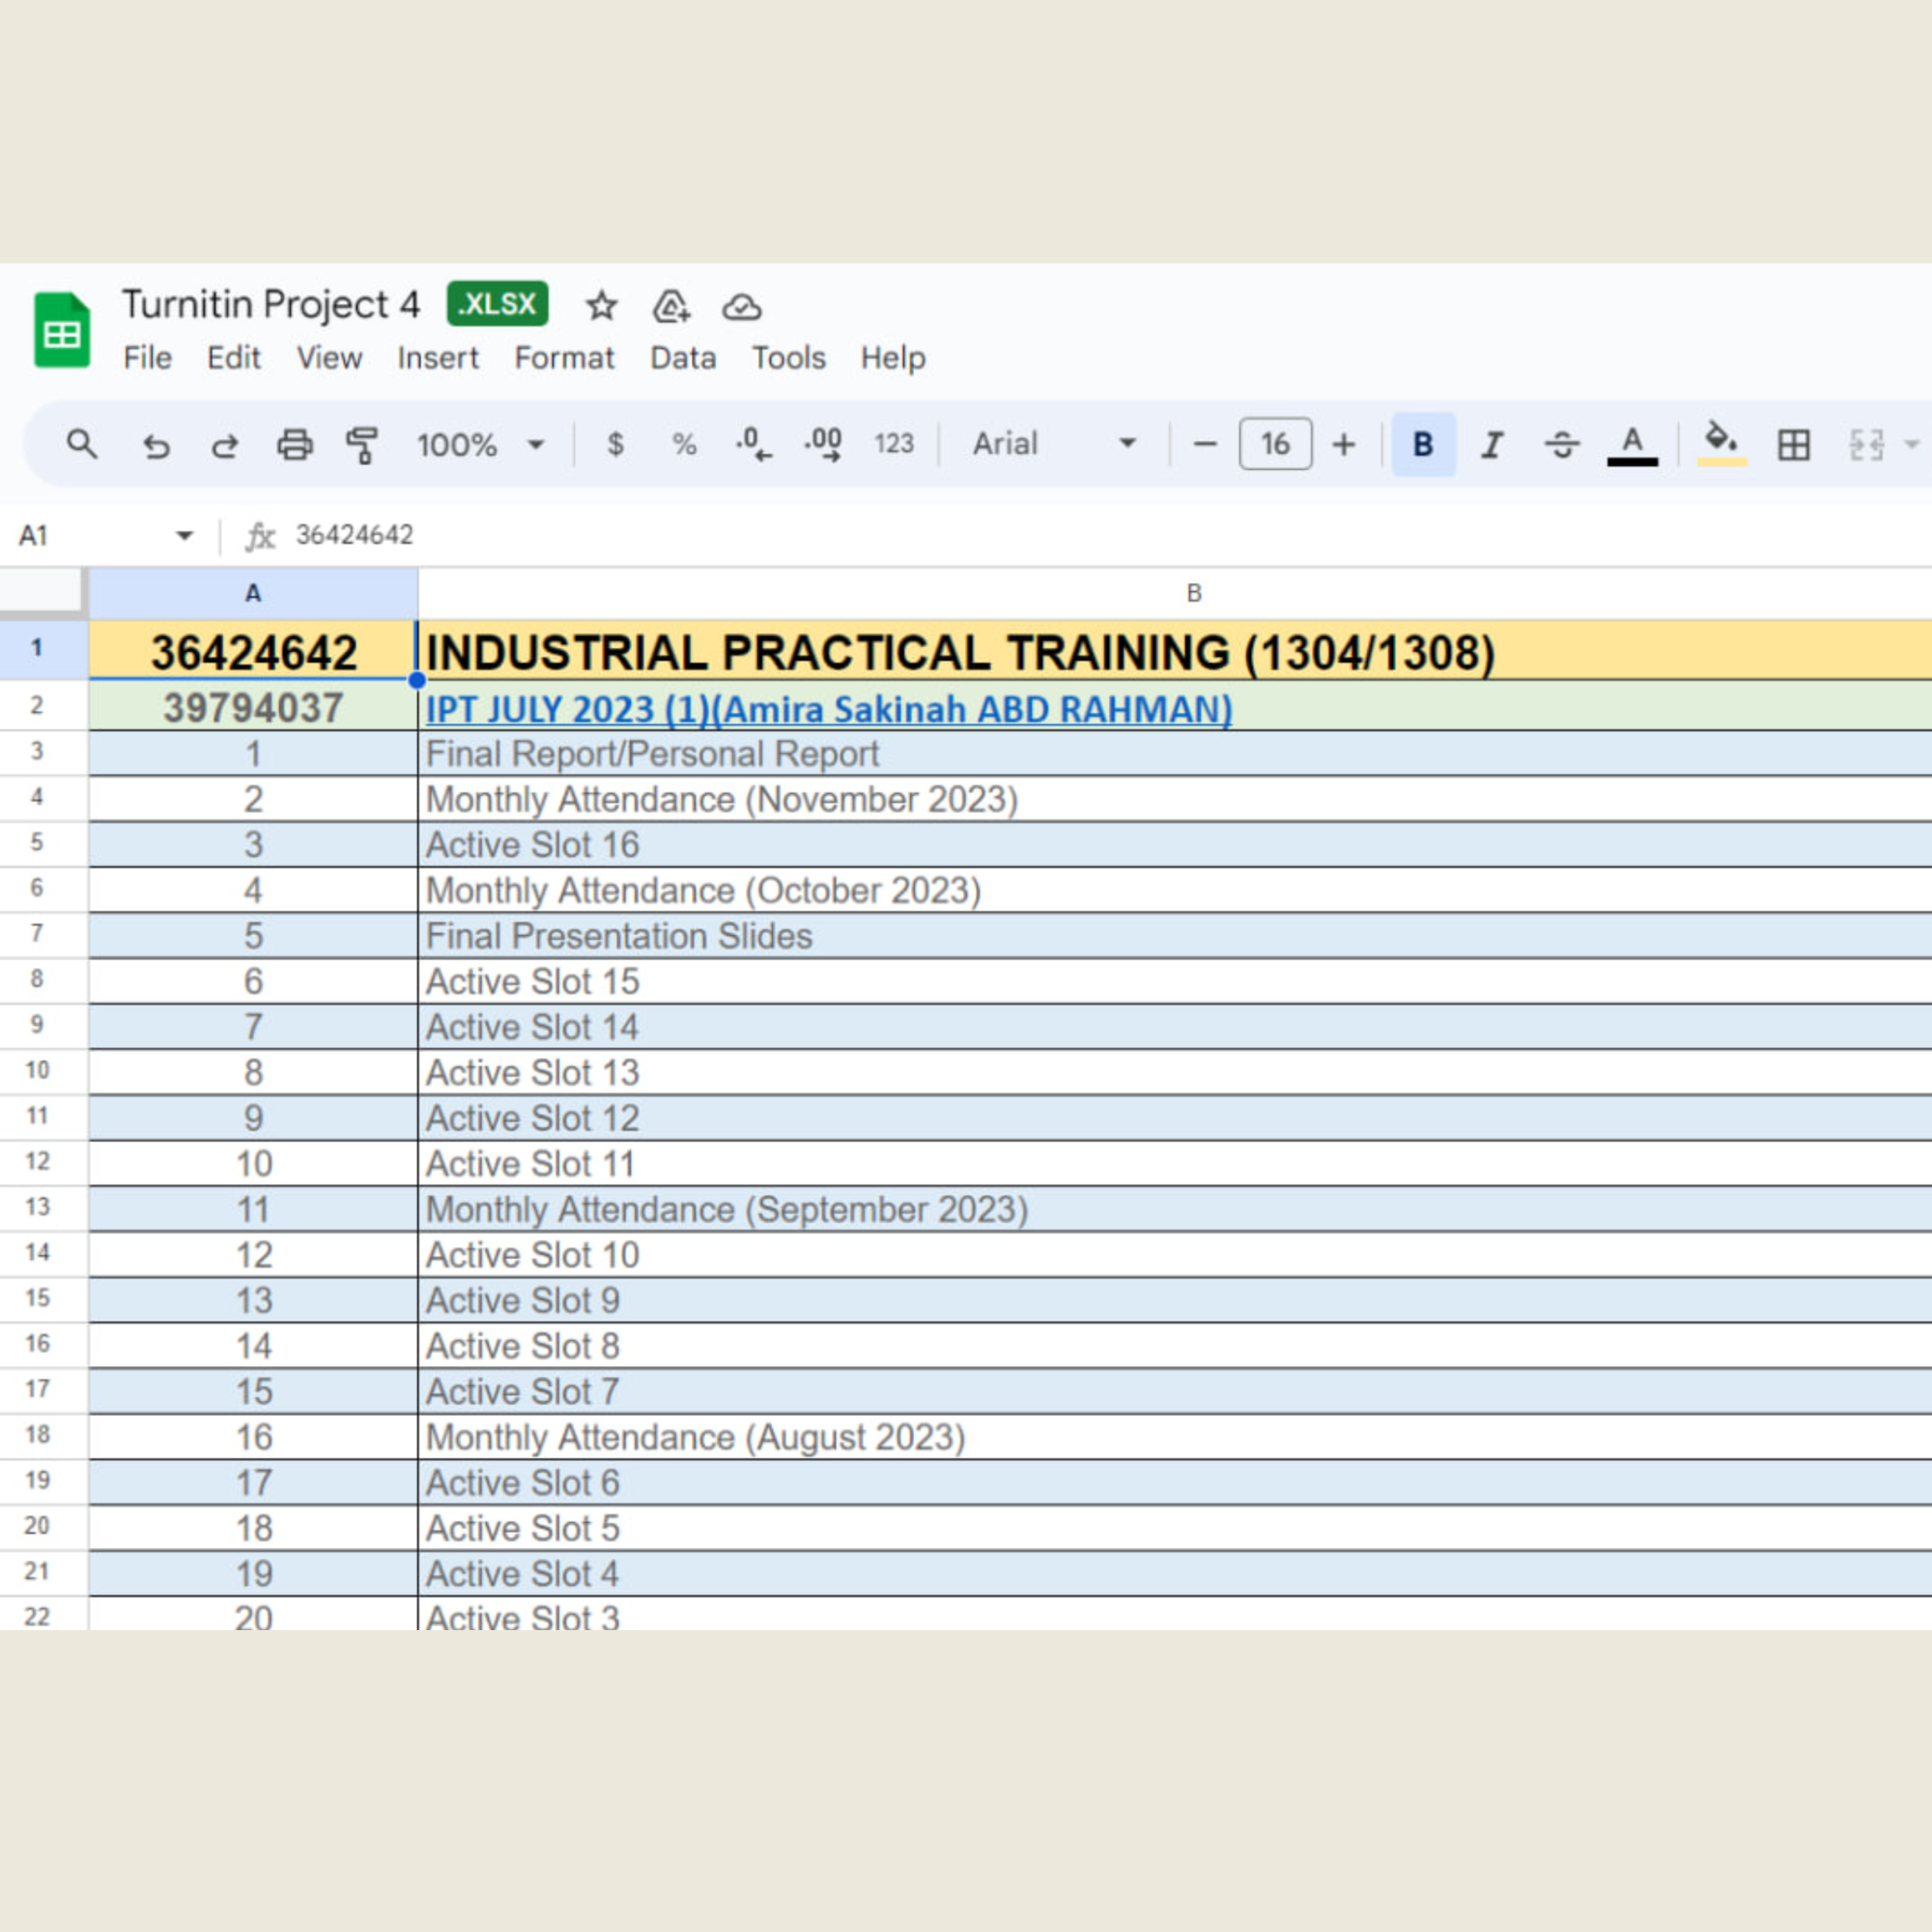 Turnitin Project 4 .XLSX
File Edit View Insert Format Data Tools Help
100% $ % .0 .00 123 Arial 16 B I S A
A1 fx 36424642
A B
1 36424642 INDUSTRIAL PRACTICAL TRAINING (1304/1308)
2 39794037 IPT JULY 2023 (1)(Amira Sakinah ABD RAHMAN)
3 1 Final Report/Personal Report
4 2 Monthly Attendance (November 2023)
5 3 Active Slot 16
6 4 Monthly Attendance (October 2023)
7 5 Final Presentation Slides
8 6 Active Slot 15
9 7 Active Slot 14
10 8 Active Slot 13
11 9 Active Slot 12
12 10 Active Slot 11
13 11 Monthly Attendance (September 2023)
14 12 Active Slot 10
15 13 Active Slot 9
16 14 Active Slot 8
17 15 Active Slot 7
18 16 Monthly Attendance (August 2023)
19 17 Active Slot 6
20 18 Active Slot 5
21 19 Active Slot 4
22 20 Active Slot 3